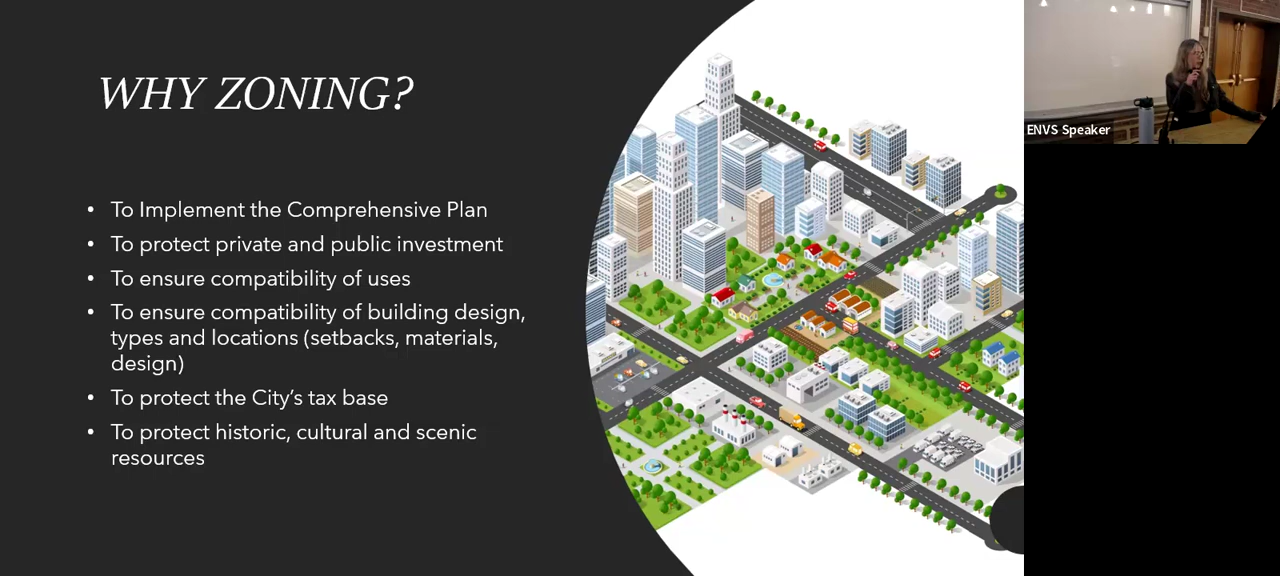 WHY ZONING?
• To Implement the Comprehensive Plan
• To protect private and public investment
• To ensure compatibility of uses
• To ensure compatibility of building design,
types and locations (setbacks, materials,
design)
• To protect the City's tax base
• To protect historic, cultural and scenic
resources
ENVS Speaker